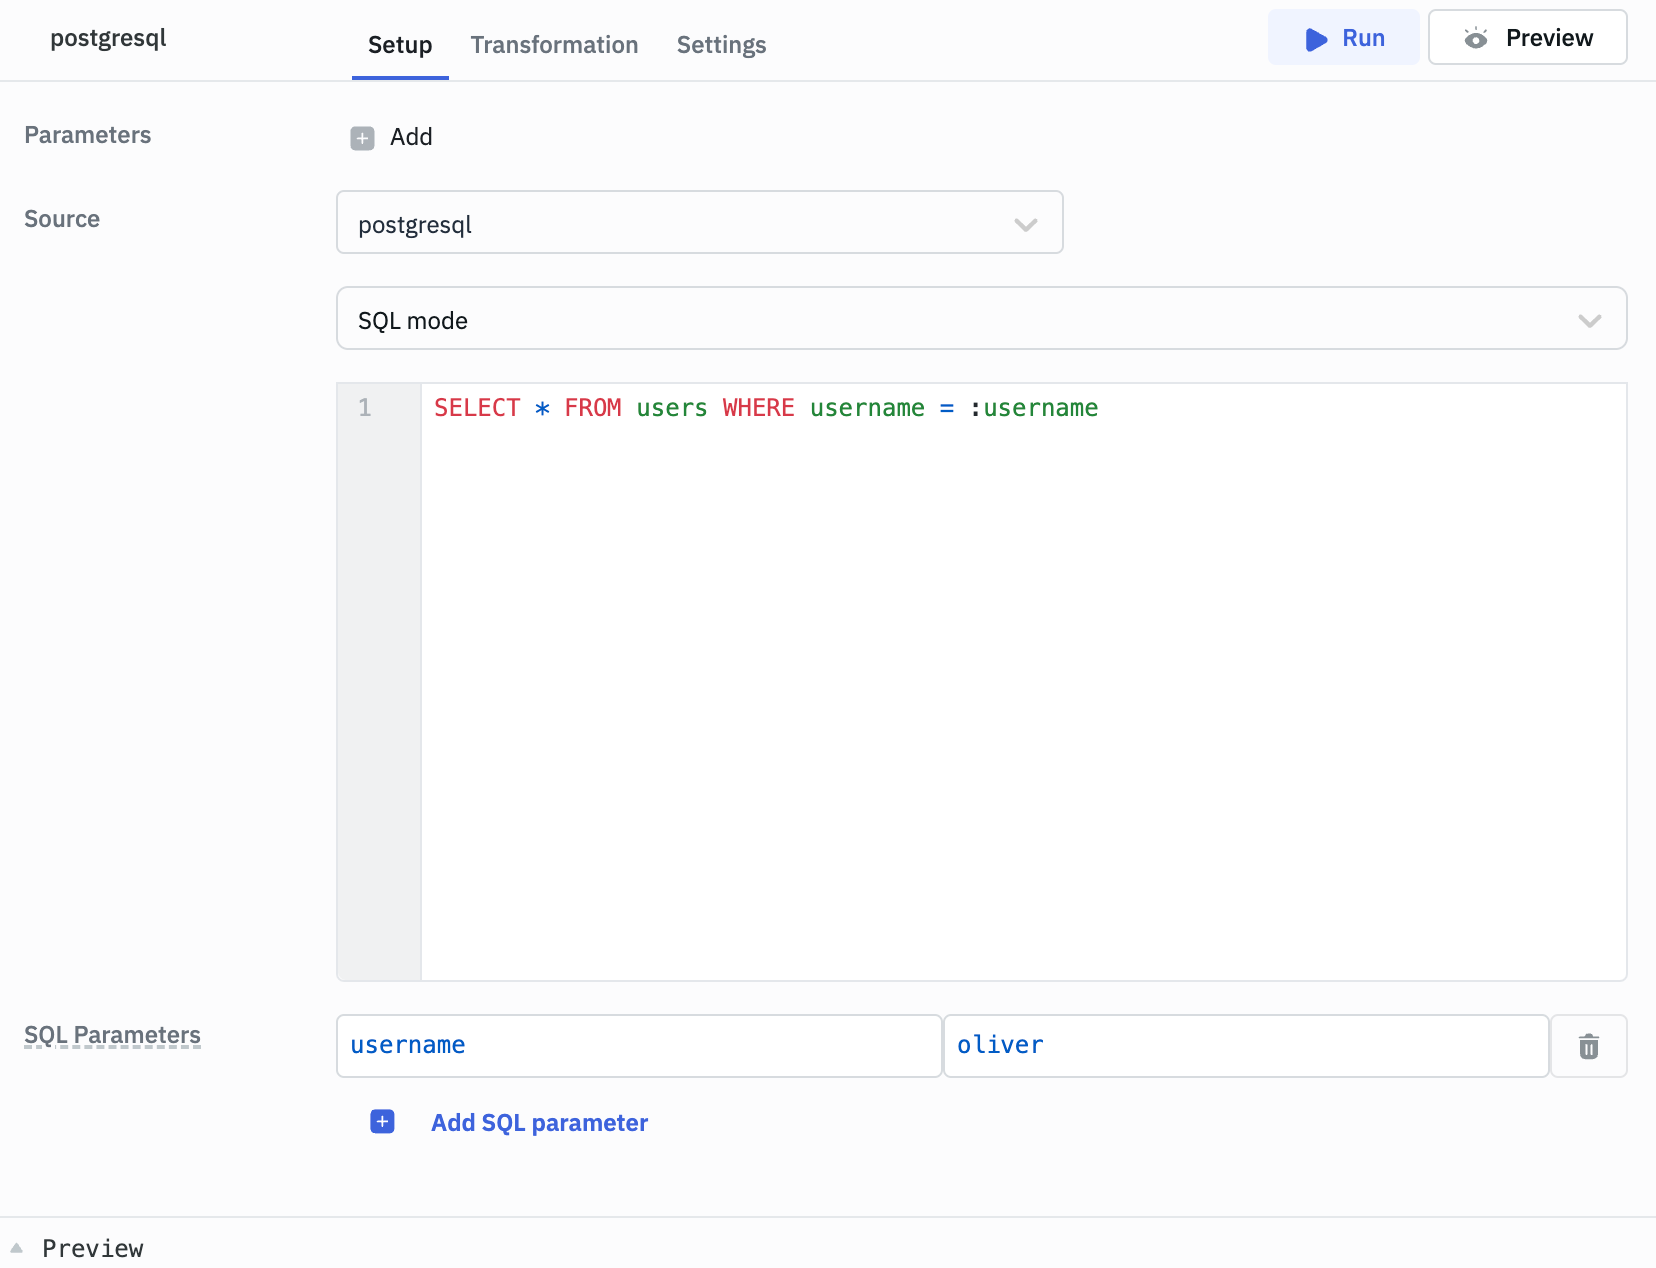 postgresql
Setup Transformation Settings
Run Preview
Parameters
Add
Source
postgresql
SQL mode
1 SELECT * FROM users WHERE username = :username
SQL Parameters
username oliver
Add SQL parameter
Preview